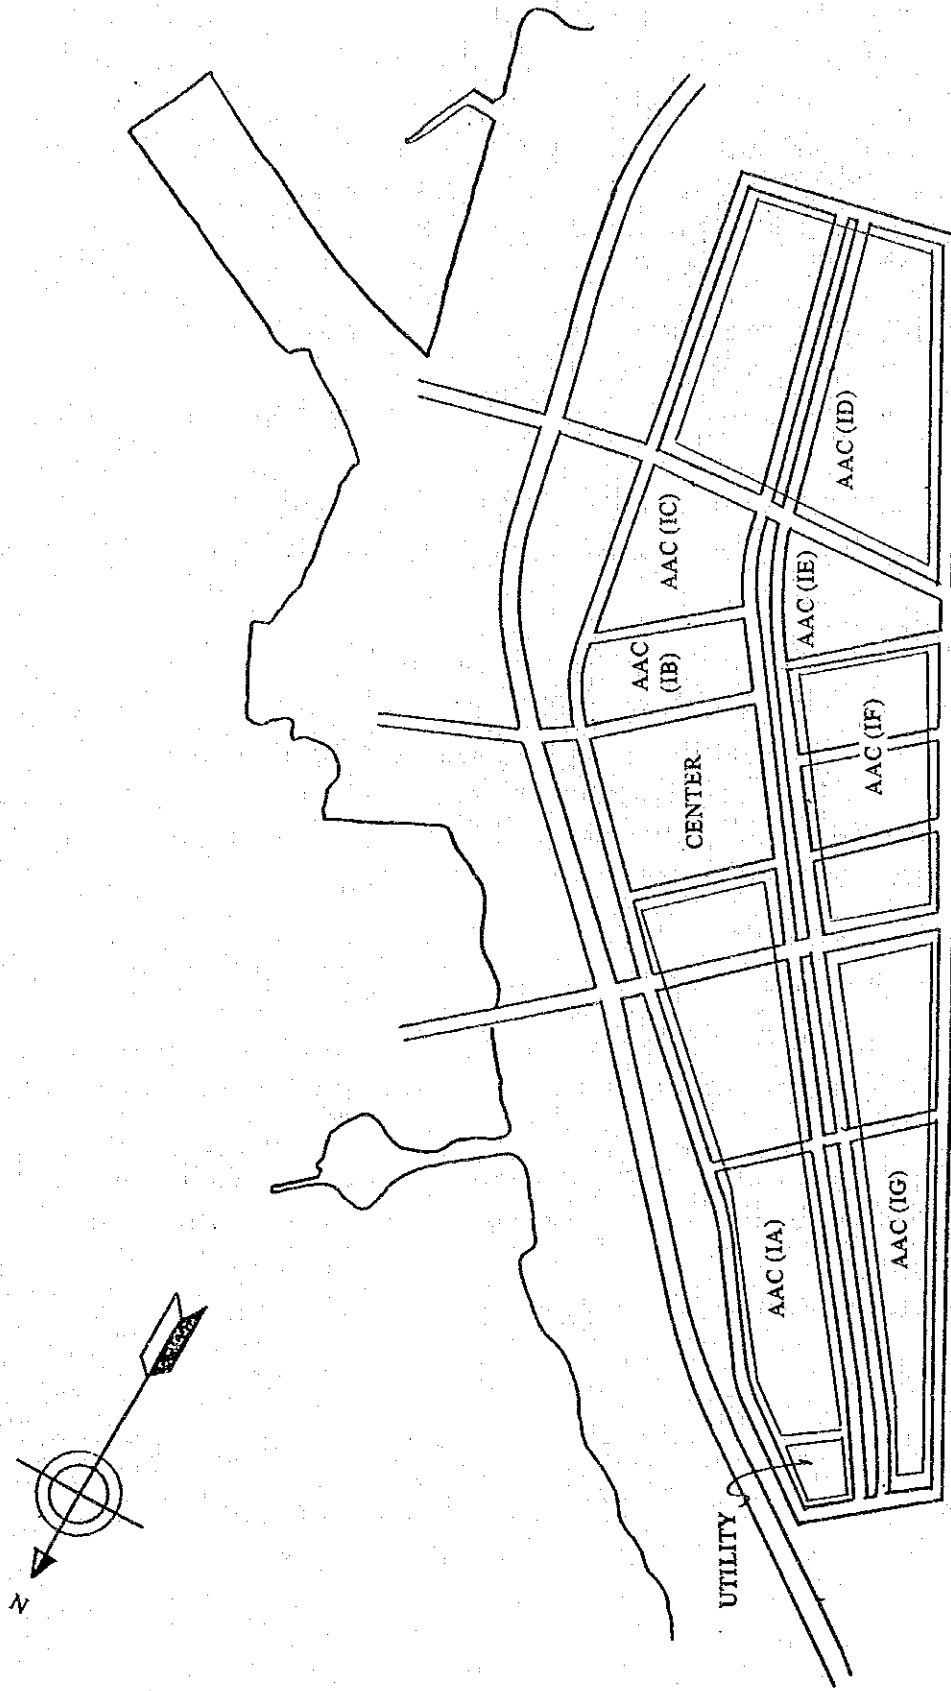 N
UTILITY
AAC (IA)
AAC (IG)
CENTER
AAC
(IB)
AAC (IC)
AAC (IF)
AAC (IE)
AAC (ID)